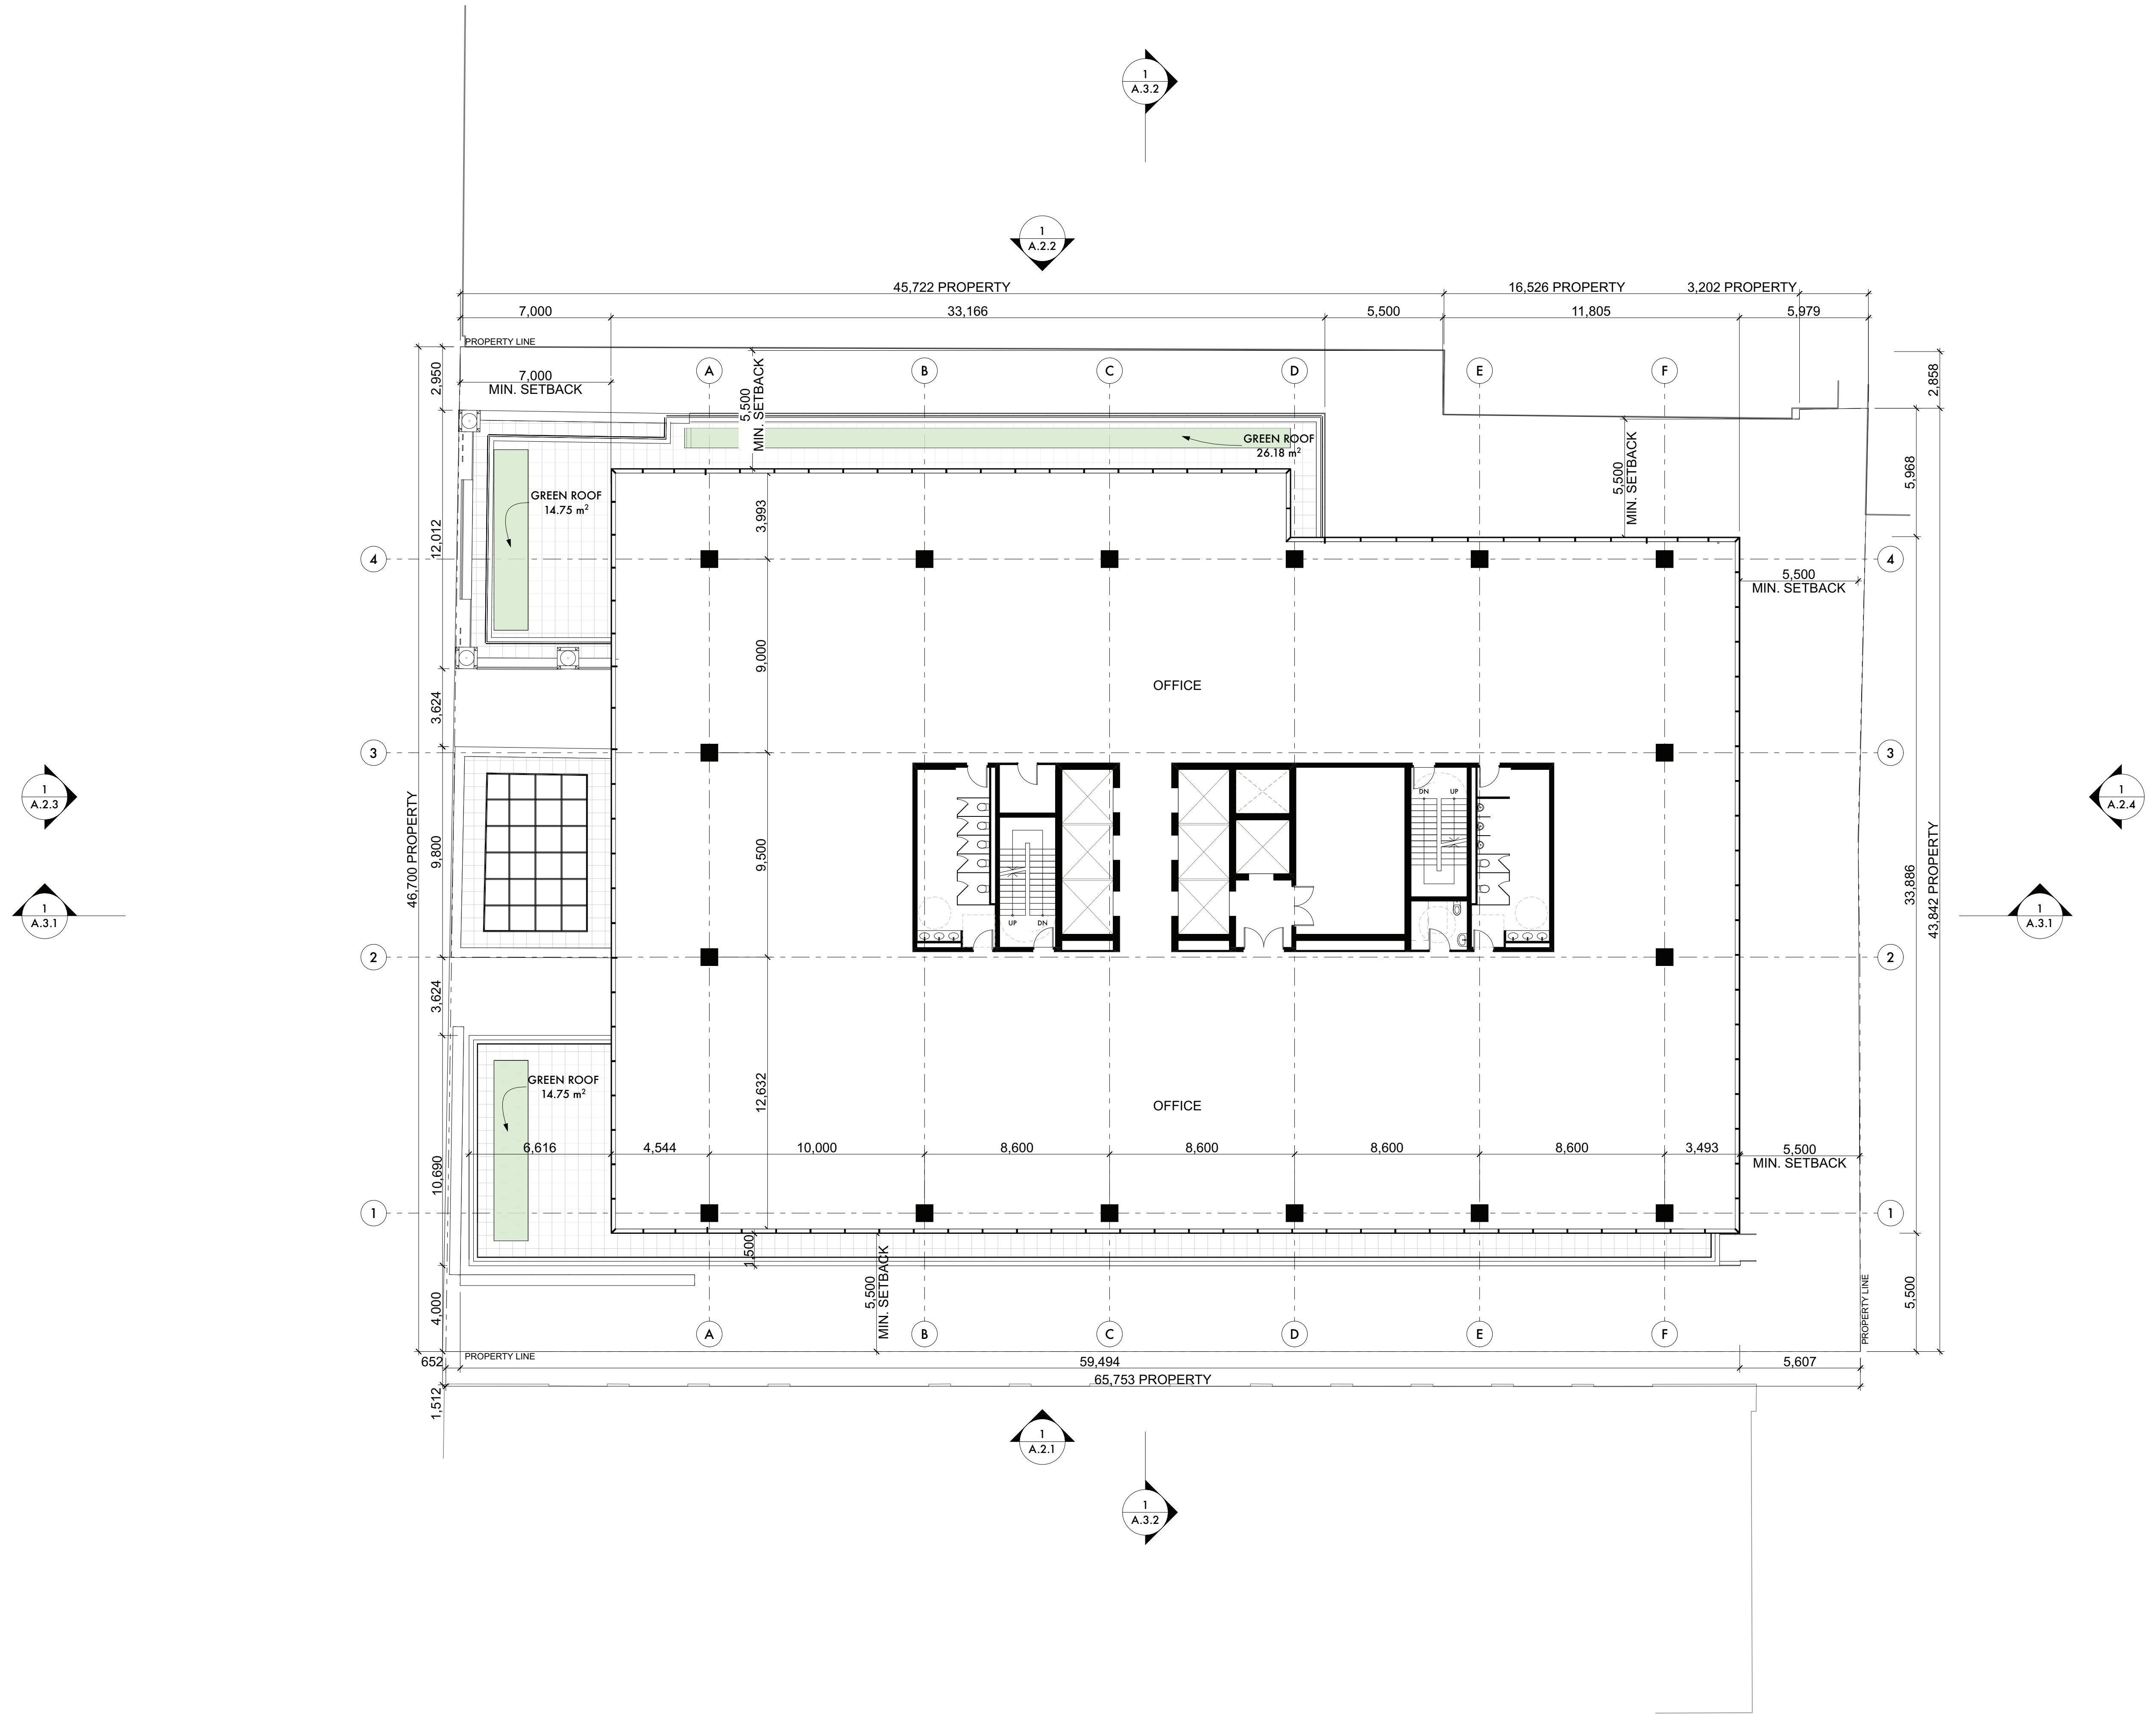 1
A.3.2
1
A.2.2
45,722 PROPERTY
16,526 PROPERTY
3,202 PROPERTY
7,000
33,166
5,500
11,805
5,979
PROPERTY LINE
7,000
MIN. SETBACK
A
B
C
D
E
F
2,950
5,500
MIN. SETBACK
2,858
GREEN ROOF
26.18 m²
5,500
MIN. SETBACK
5,968
GREEN ROOF
14.75 m²
3,993
12,012
4
4
5,500
MIN. SETBACK
9,000
OFFICE
3,624
3
3
1
A.2.3
1
A.2.4
DN
UP
46,700 PROPERTY
9,800
9,500
33,886
43,842 PROPERTY
1
A.3.1
1
A.3.1
UP
DN
2
2
3,624
GREEN ROOF
14.75 m²
12,632
OFFICE
6,616
4,544
10,000
8,600
8,600
8,600
8,600
3,493
5,500
MIN. SETBACK
10,690
1
1
1,500
5,500
MIN. SETBACK
4,000
5,500
PROPERTY LINE
A
B
C
D
E
F
PROPERTY LINE
652
59,494
5,607
65,753 PROPERTY
1,512
1
A.2.1
1
A.3.2